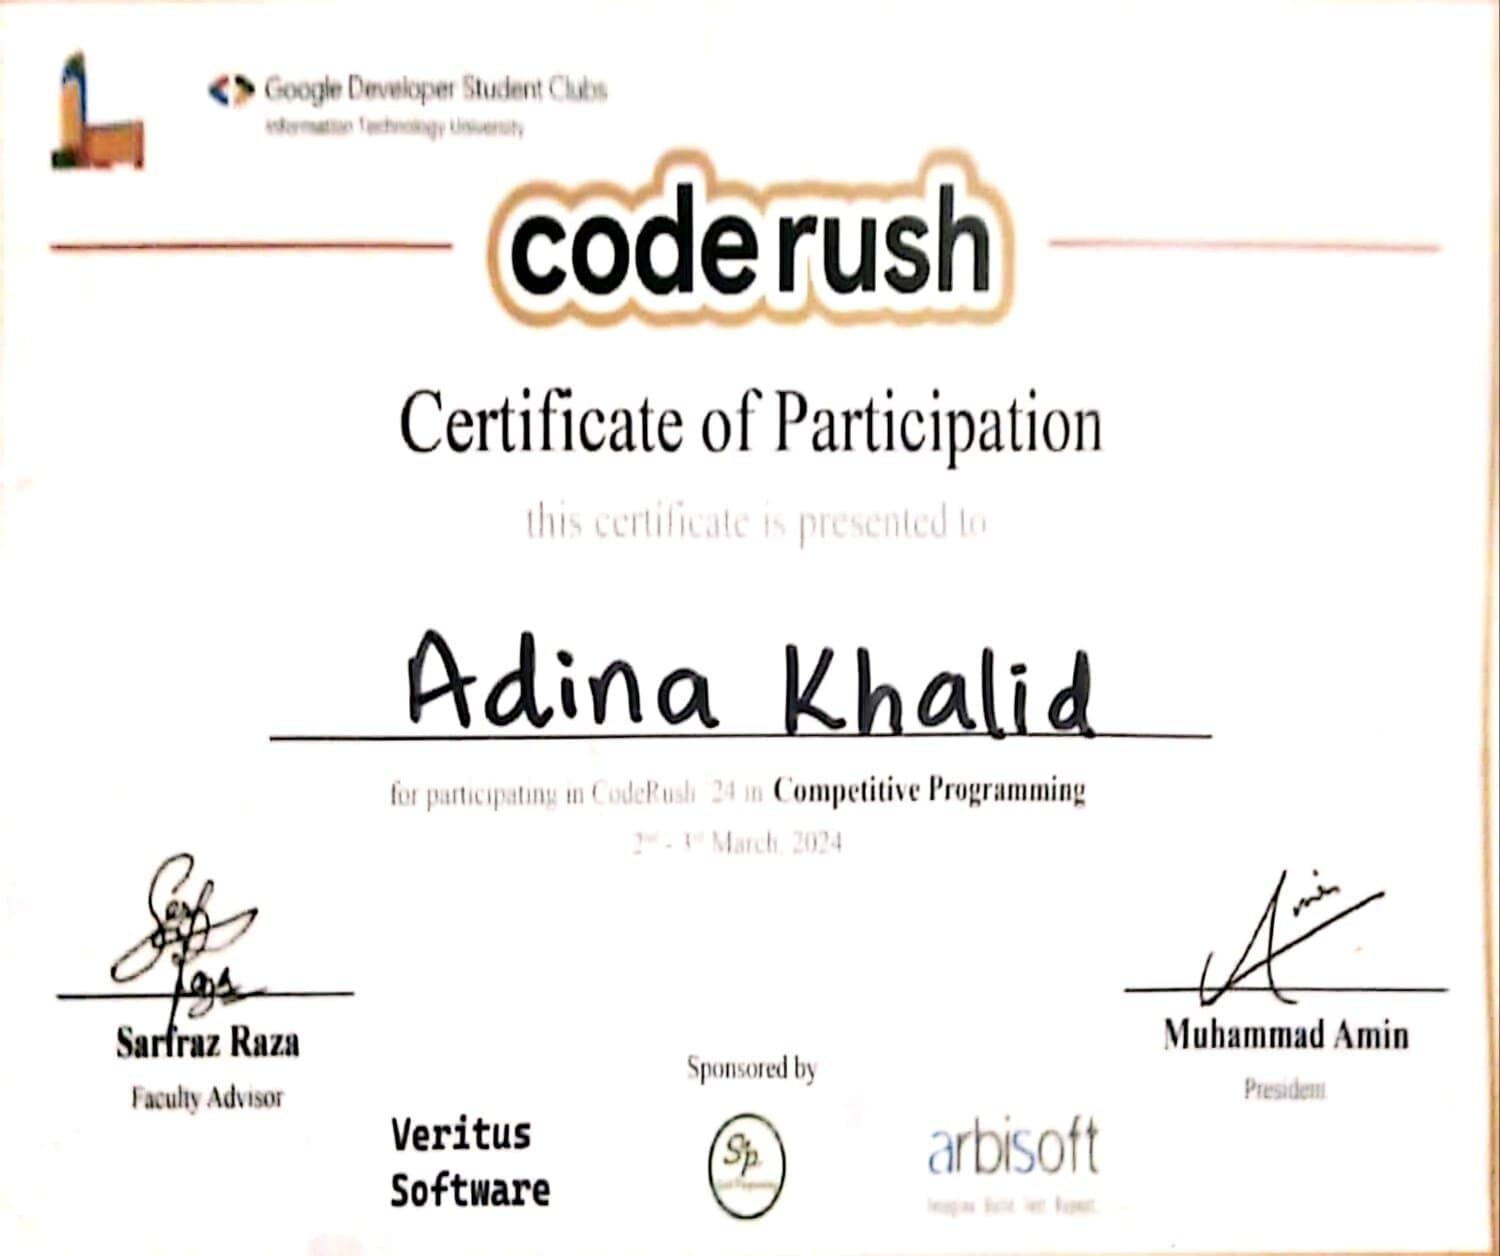 Google Developer Student Clubs
Information Technology University
code rush
Certificate of Participation
this certificate is presented to
Adina Khalid
for participating in CodeRush 24 in Competitive Programming
2nd - 3rd March, 2024
Sarfraz Raza
Faculty Advisor
Muhammad Amin
President
Sponsored by
Veritus
Software
Sp
arbisoft